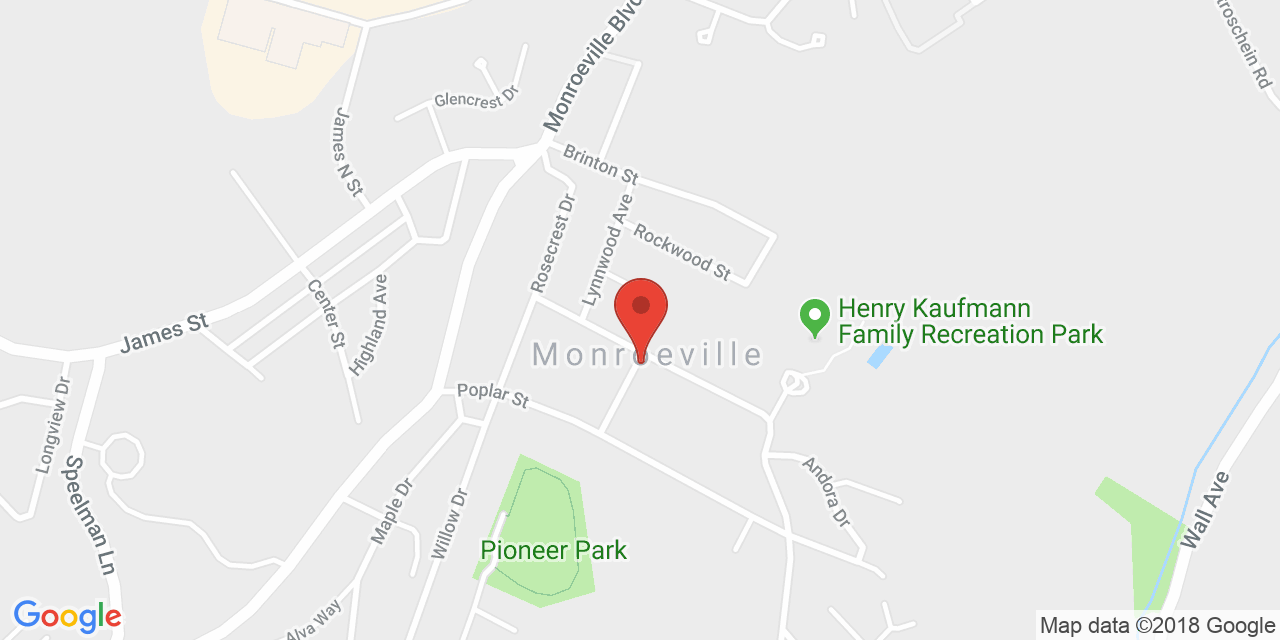 troschein Rd
Monroeville Blvd
Glencrest Dr
James N St
Brinton St
Rosecrest Dr
Lynnwood Ave
Rockwood St
Center St
Highland Ave
James St
Henry Kaufmann
Family Recreation Park
Monroeville
Poplar St
Longview Dr
Speelman Ln
Maple Dr
Willow Dr
Andora Dr
Wall Ave
Pioneer Park
Alva Way
Google
Map data ©2018 Google